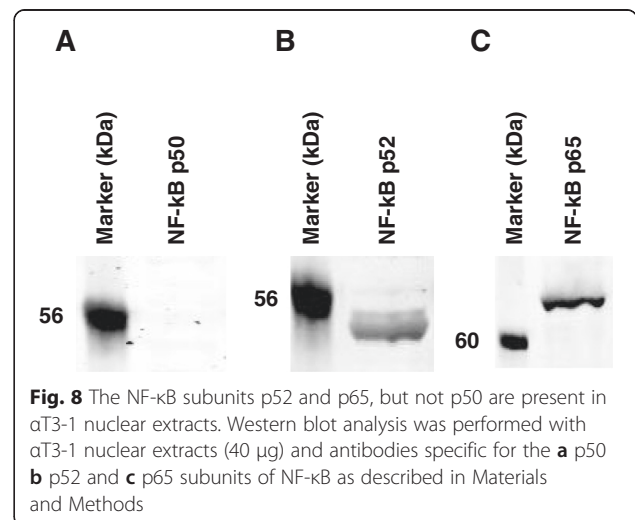 A
B
C
Marker (kDa)
NF-kB p50
Marker (kDa)
NF-kB p52
Marker (kDa)
NF-kB p65
56
56
60
Fig. 8 The NF-κB subunits p52 and p65, but not p50 are present in
αT3-1 nuclear extracts. Western blot analysis was performed with
αT3-1 nuclear extracts (40 μg) and antibodies specific for the a p50
b p52 and c p65 subunits of NF-κB as described in Materials
and Methods